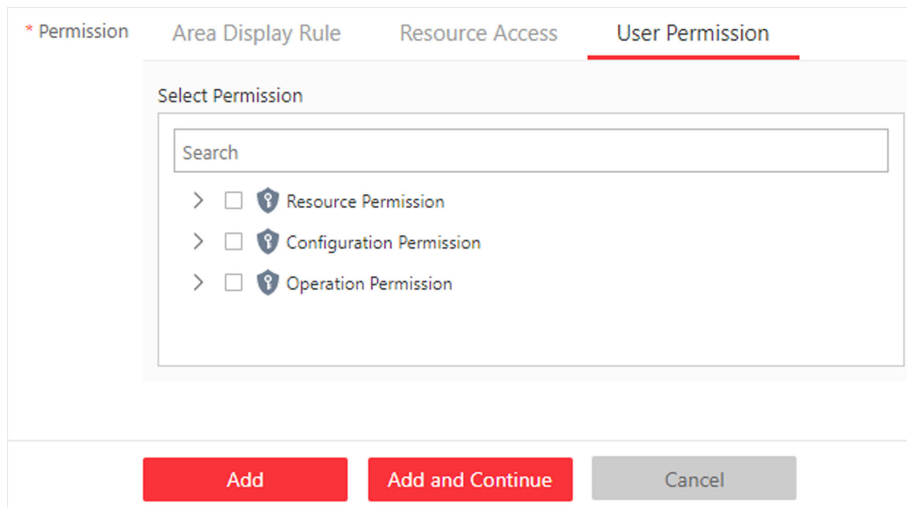 * Permission Area Display Rule Resource Access User Permission
Select Permission
Search
Resource Permission
Configuration Permission
Operation Permission
Add Add and Continue Cancel